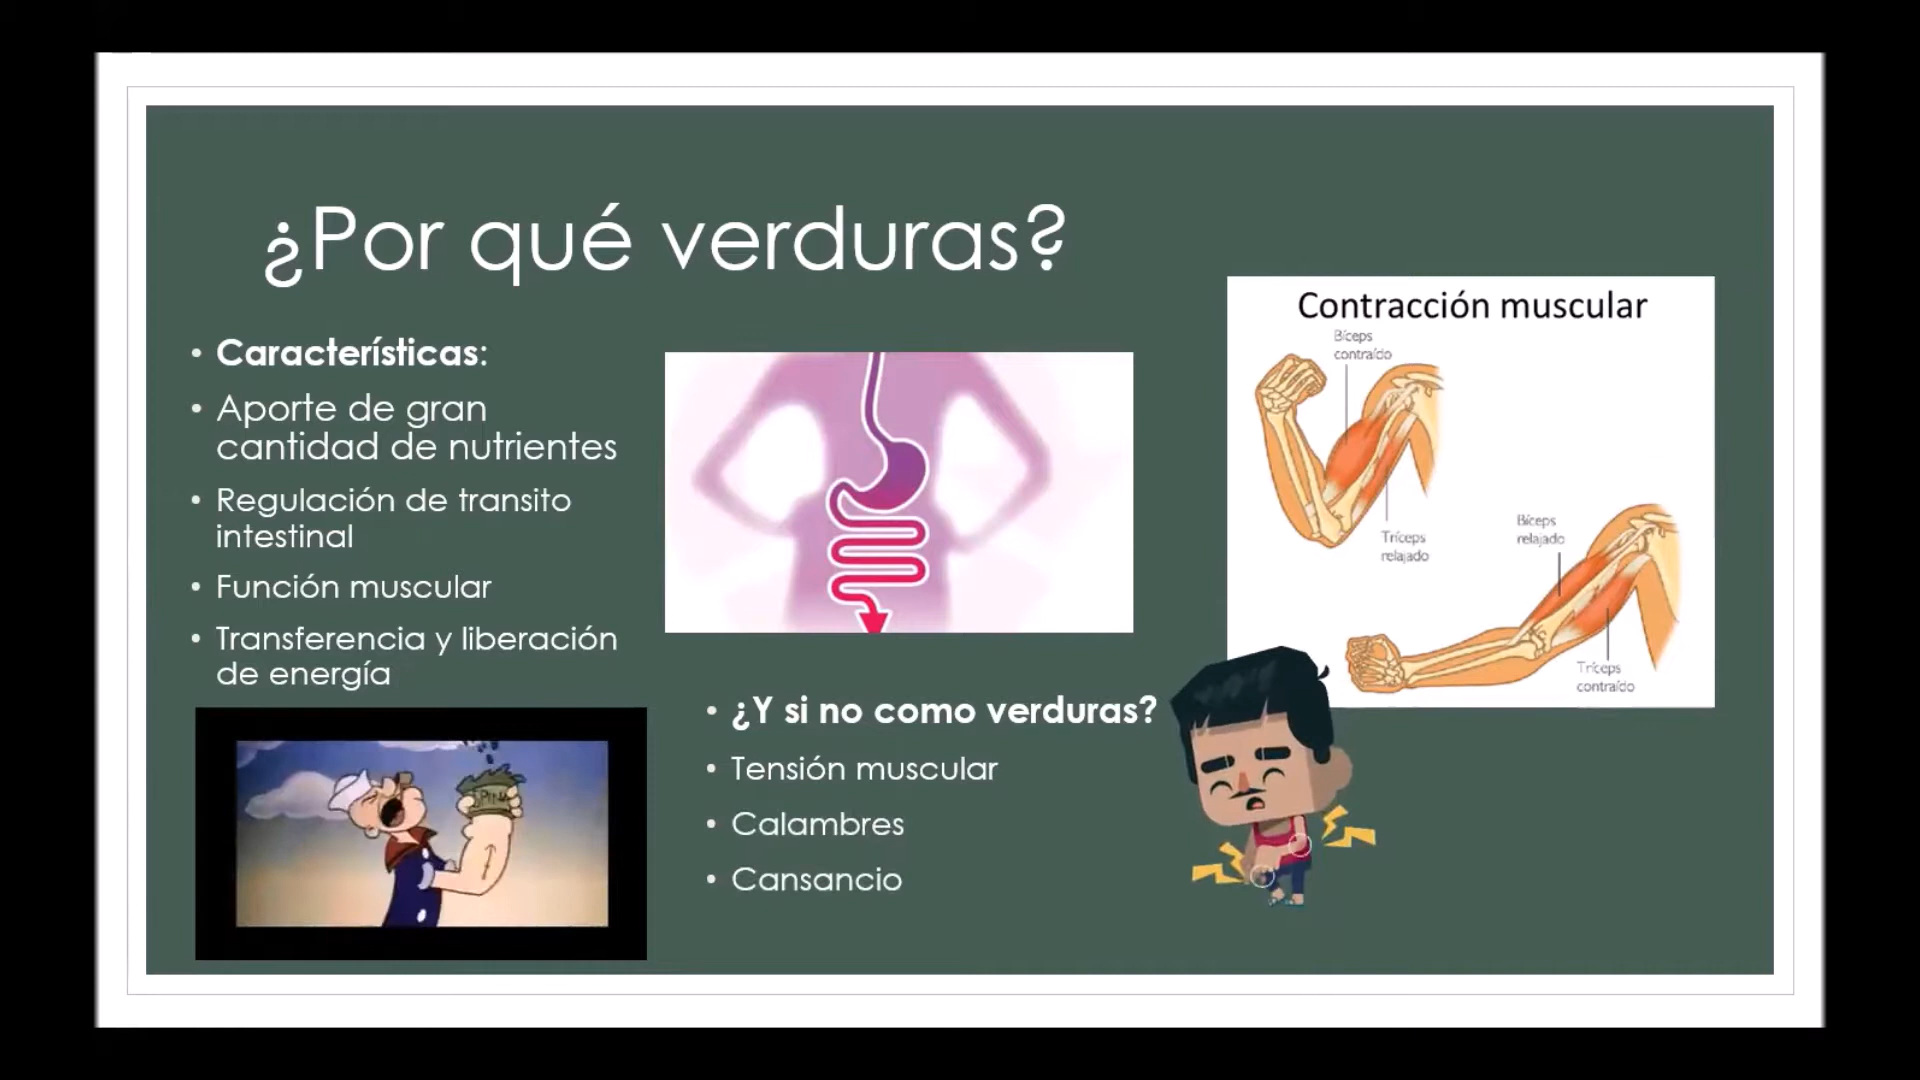 ¿Por qué verduras?
• Características:
• Aporte de gran
cantidad de nutrientes
• Regulación de transito
intestinal
• Función muscular
• Transferencia y liberación
de energía
• ¿Y si no como verduras?
• Tensión muscular
• Calambres
• Cansancio
Contracción muscular
Bíceps
contraído
Tríceps
relajado
Bíceps
relajado
Tríceps
contraído